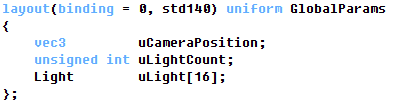 layout(binding = 0, std140) uniform GlobalParams
{
    vec3         uCameraPosition;
    unsigned int uLightCount;
    Light        uLight[16];
};